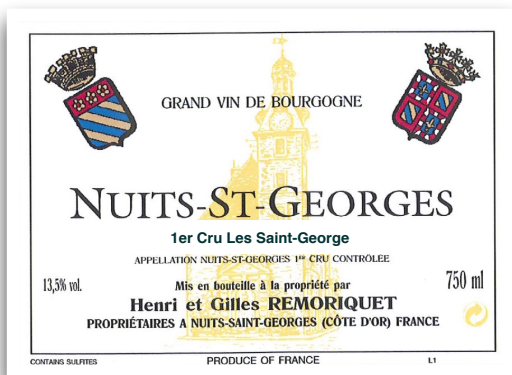 GRAND VIN DE BOURGOGNE
NUITS-ST-GEORGES
1er Cru Les Saint-George
APPELLATION NUITS-ST-GEORGES 1er CRU CONTRÔLÉE
13,5% vol.
Mis en bouteille à la propriété par
750 ml
Henri et Gilles REMORIQUET
PROPRIÉTAIRES A NUITS-SAINT-GEORGES (CÔTE D'OR) FRANCE
CONTAINS SULFITES
PRODUCE OF FRANCE
L1